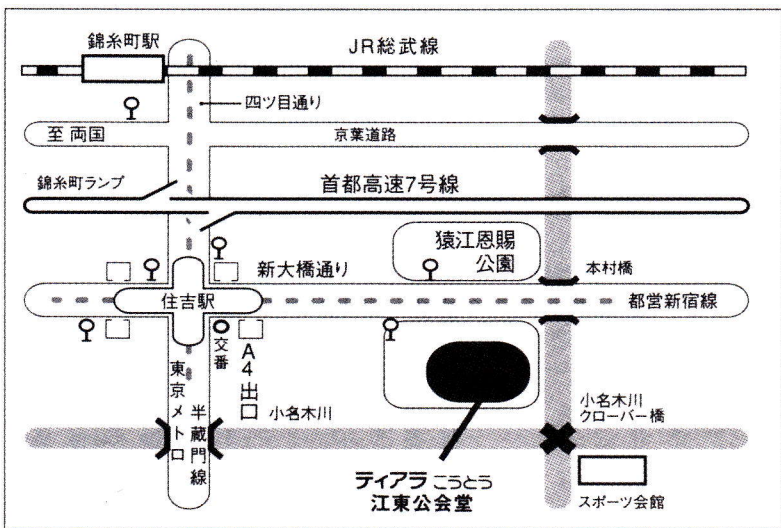 錦糸町駅
JR総武線
四ツ目通り
至 両国
京葉道路
錦糸町ランプ
首都高速7号線
猿江恩賜
公園
新大橋通り
本村橋
住吉駅
都営新宿線
交番
A4出口
東京メトロ
半蔵門線
小名木川
小名木川
クローバー橋
ティアラこうとう
江東公会堂
スポーツ会館